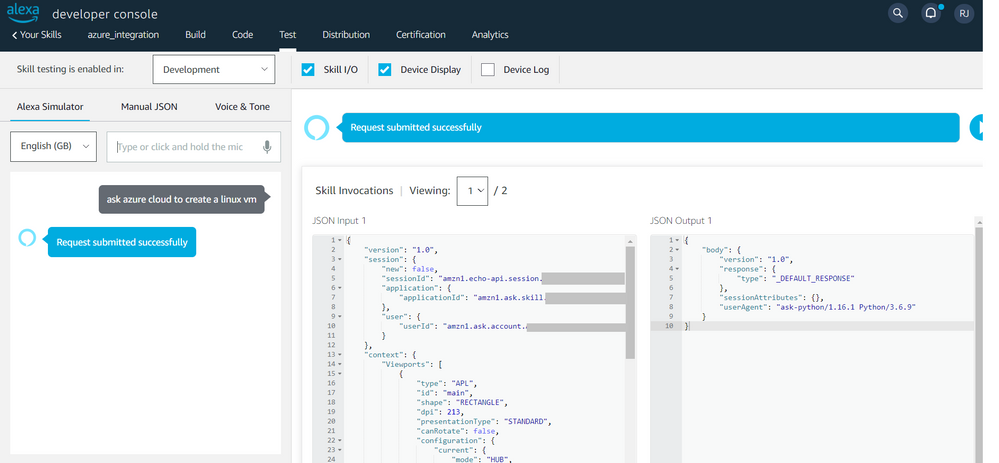 alexa developer console
RJ
Your Skills azure_integration Build Code Test Distribution Certification Analytics
Skill testing is enabled in: Development Skill I/O Device Display Device Log
Alexa Simulator Manual JSON Voice & Tone
English (GB) Type or click and hold the mic
ask azure cloud to create a linux vm
Request submitted successfully
Request submitted successfully
Skill Invocations | Viewing: 1 / 2
JSON Input 1
1 {
2 "version": "1.0",
3 "session": {
4 "new": false,
5 "sessionId": "amzn1.echo-api.session.
6 "application": {
7 "applicationId": "amzn1.ask.skill.
8 },
9 "user": {
10 "userId": "amzn1.ask.account.
11 }
12 },
13 "context": {
14 "Viewports": [
15 {
16 "type": "APL",
17 "id": "main",
18 "shape": "RECTANGLE",
19 "dpi": 213,
20 "presentationType": "STANDARD",
21 "canRotate": false,
22 "configuration": {
23 "current": {
24 "mode": "HUB",
JSON Output 1
1 {
2 "body": {
3 "version": "1.0",
4 "response": {
5 "type": "_DEFAULT_RESPONSE"
6 },
7 "sessionAttributes": {},
8 "userAgent": "ask-python/1.16.1 Python/3.6.9"
9 }
10 }